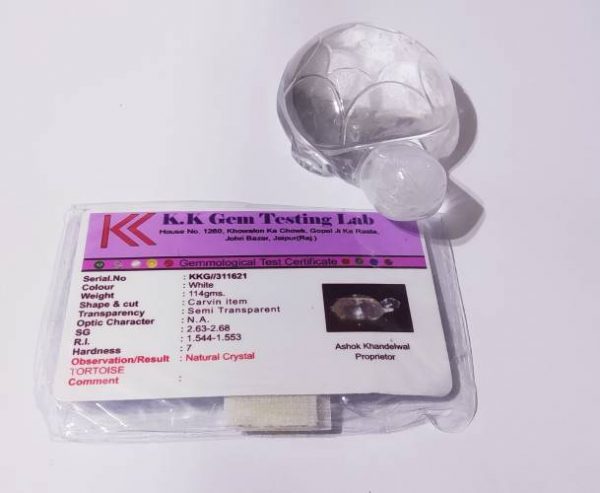 KK
K.K Gem Testing Lab
House No. 1260, Khowalon Ka Chowk, Gopal Ji Ka Rasta,
Johri Bazar, Jaipur(Raj.)
Gemmological Test Certificate
Serial.No : KKG//311621
Colour : White
Weight : 114gms.
Shape & cut : Carvin item
Transparency : Semi Transparent
Optic Character : N.A.
SG : 2.63-2.68
R.I. : 1.544-1.553
Hardness : 7
Observation/Result : Natural Crystal
TORTOISE
Comment :
Ashok Khandelwal
Proprietor